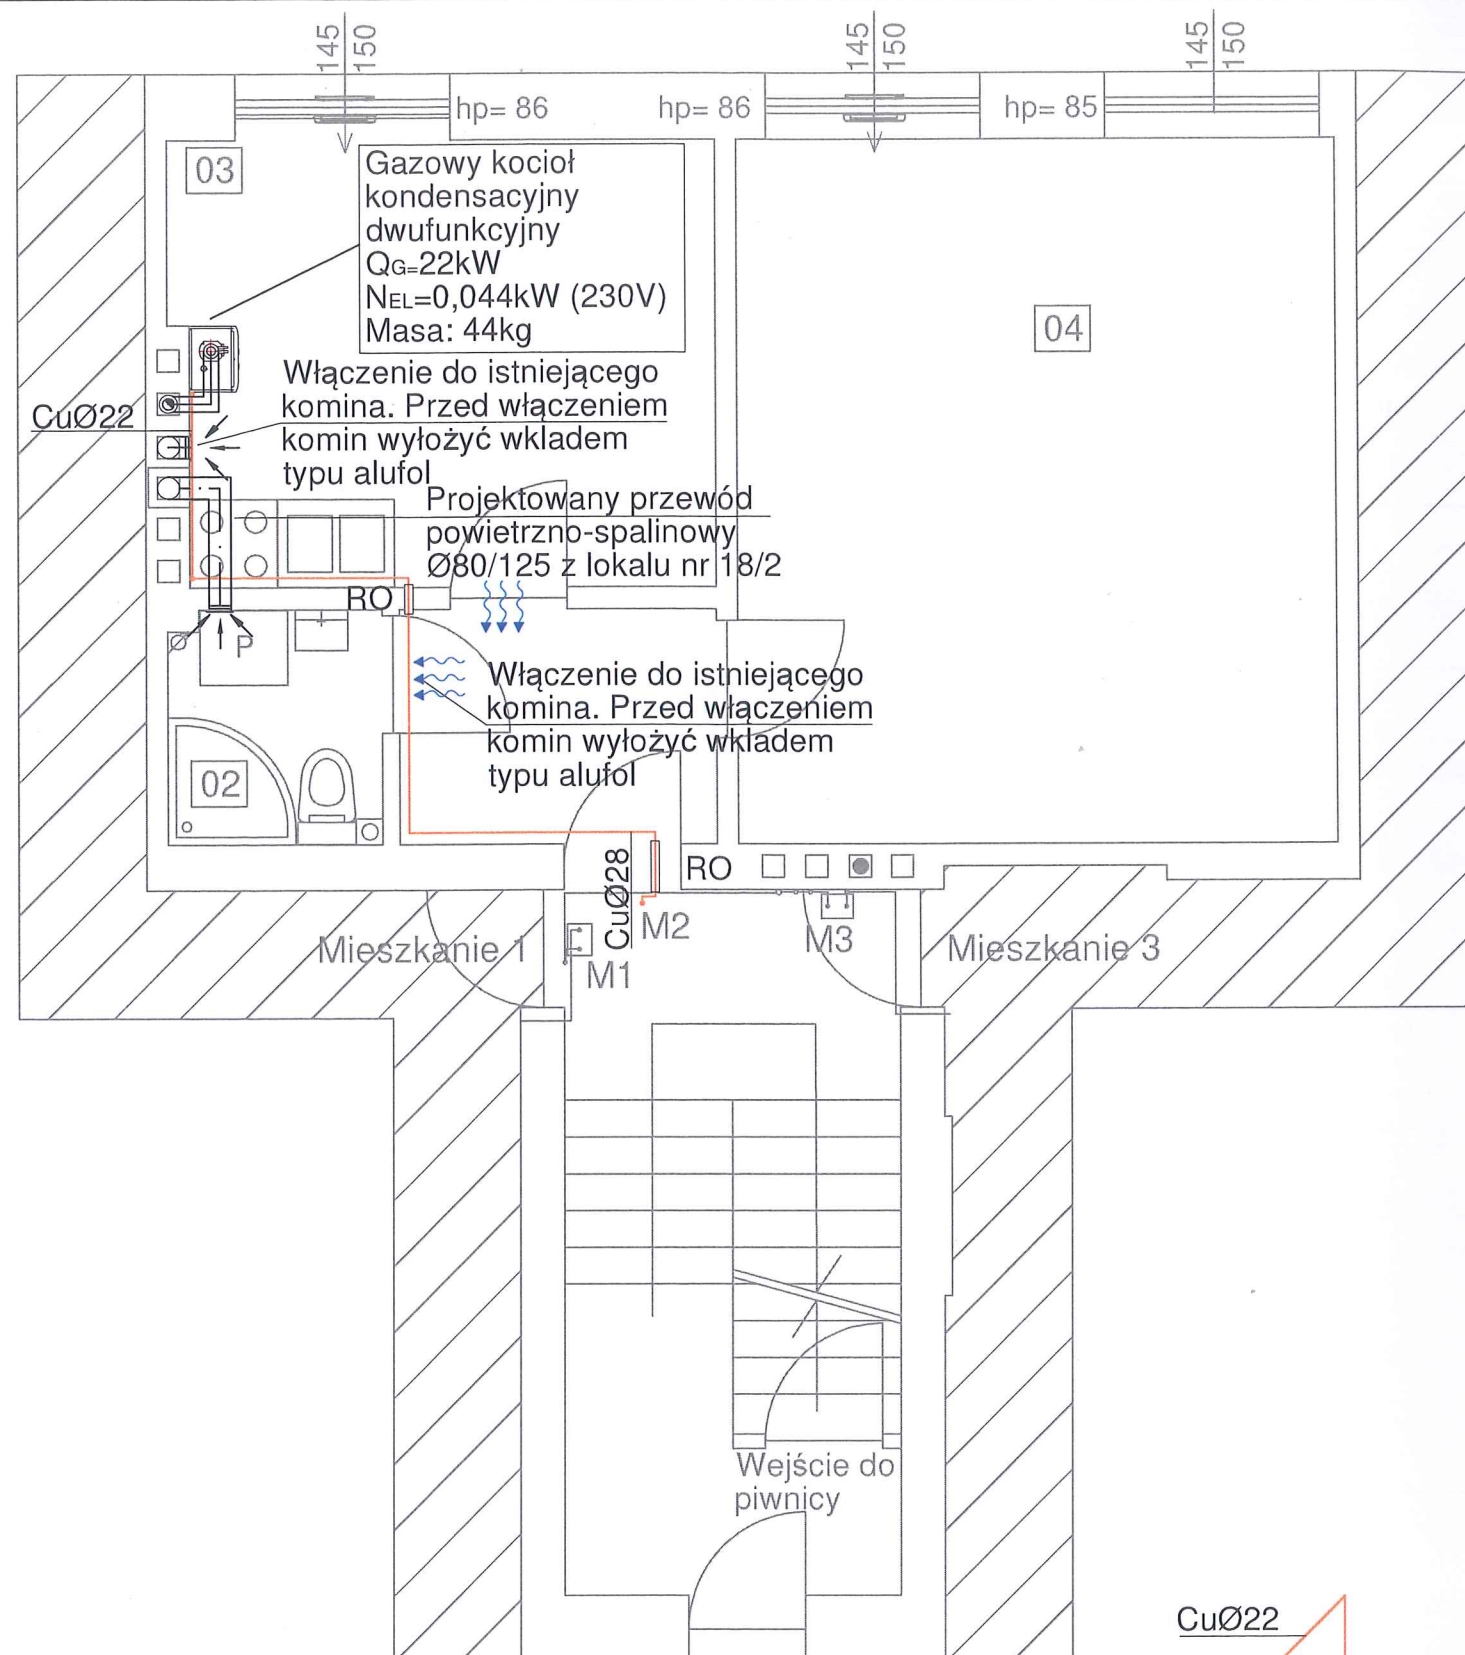 145
150
145
150
145
150
hp= 86
hp= 86
hp= 85
03
Gazowy kocioł
kondensacyjny
dwufunkcyjny
QG=22kW
NEL=0,044kW (230V)
Masa: 44kg
04
Włączenie do istniejącego
komina. Przed włączeniem
komin wyłożyć wkladem
typu alufol
CuØ22
Projektowany przewód
powietrzno-spalinowy
Ø80/125 z lokalu nr 18/2
RO
P
Włączenie do istniejącego
komina. Przed włączeniem
komin wyłożyć wkladem
typu alufol
02
RO
CuØ28
M2
M3
M1
Mieszkanie 1
Mieszkanie 3
Wejście do
piwnicy
CuØ22